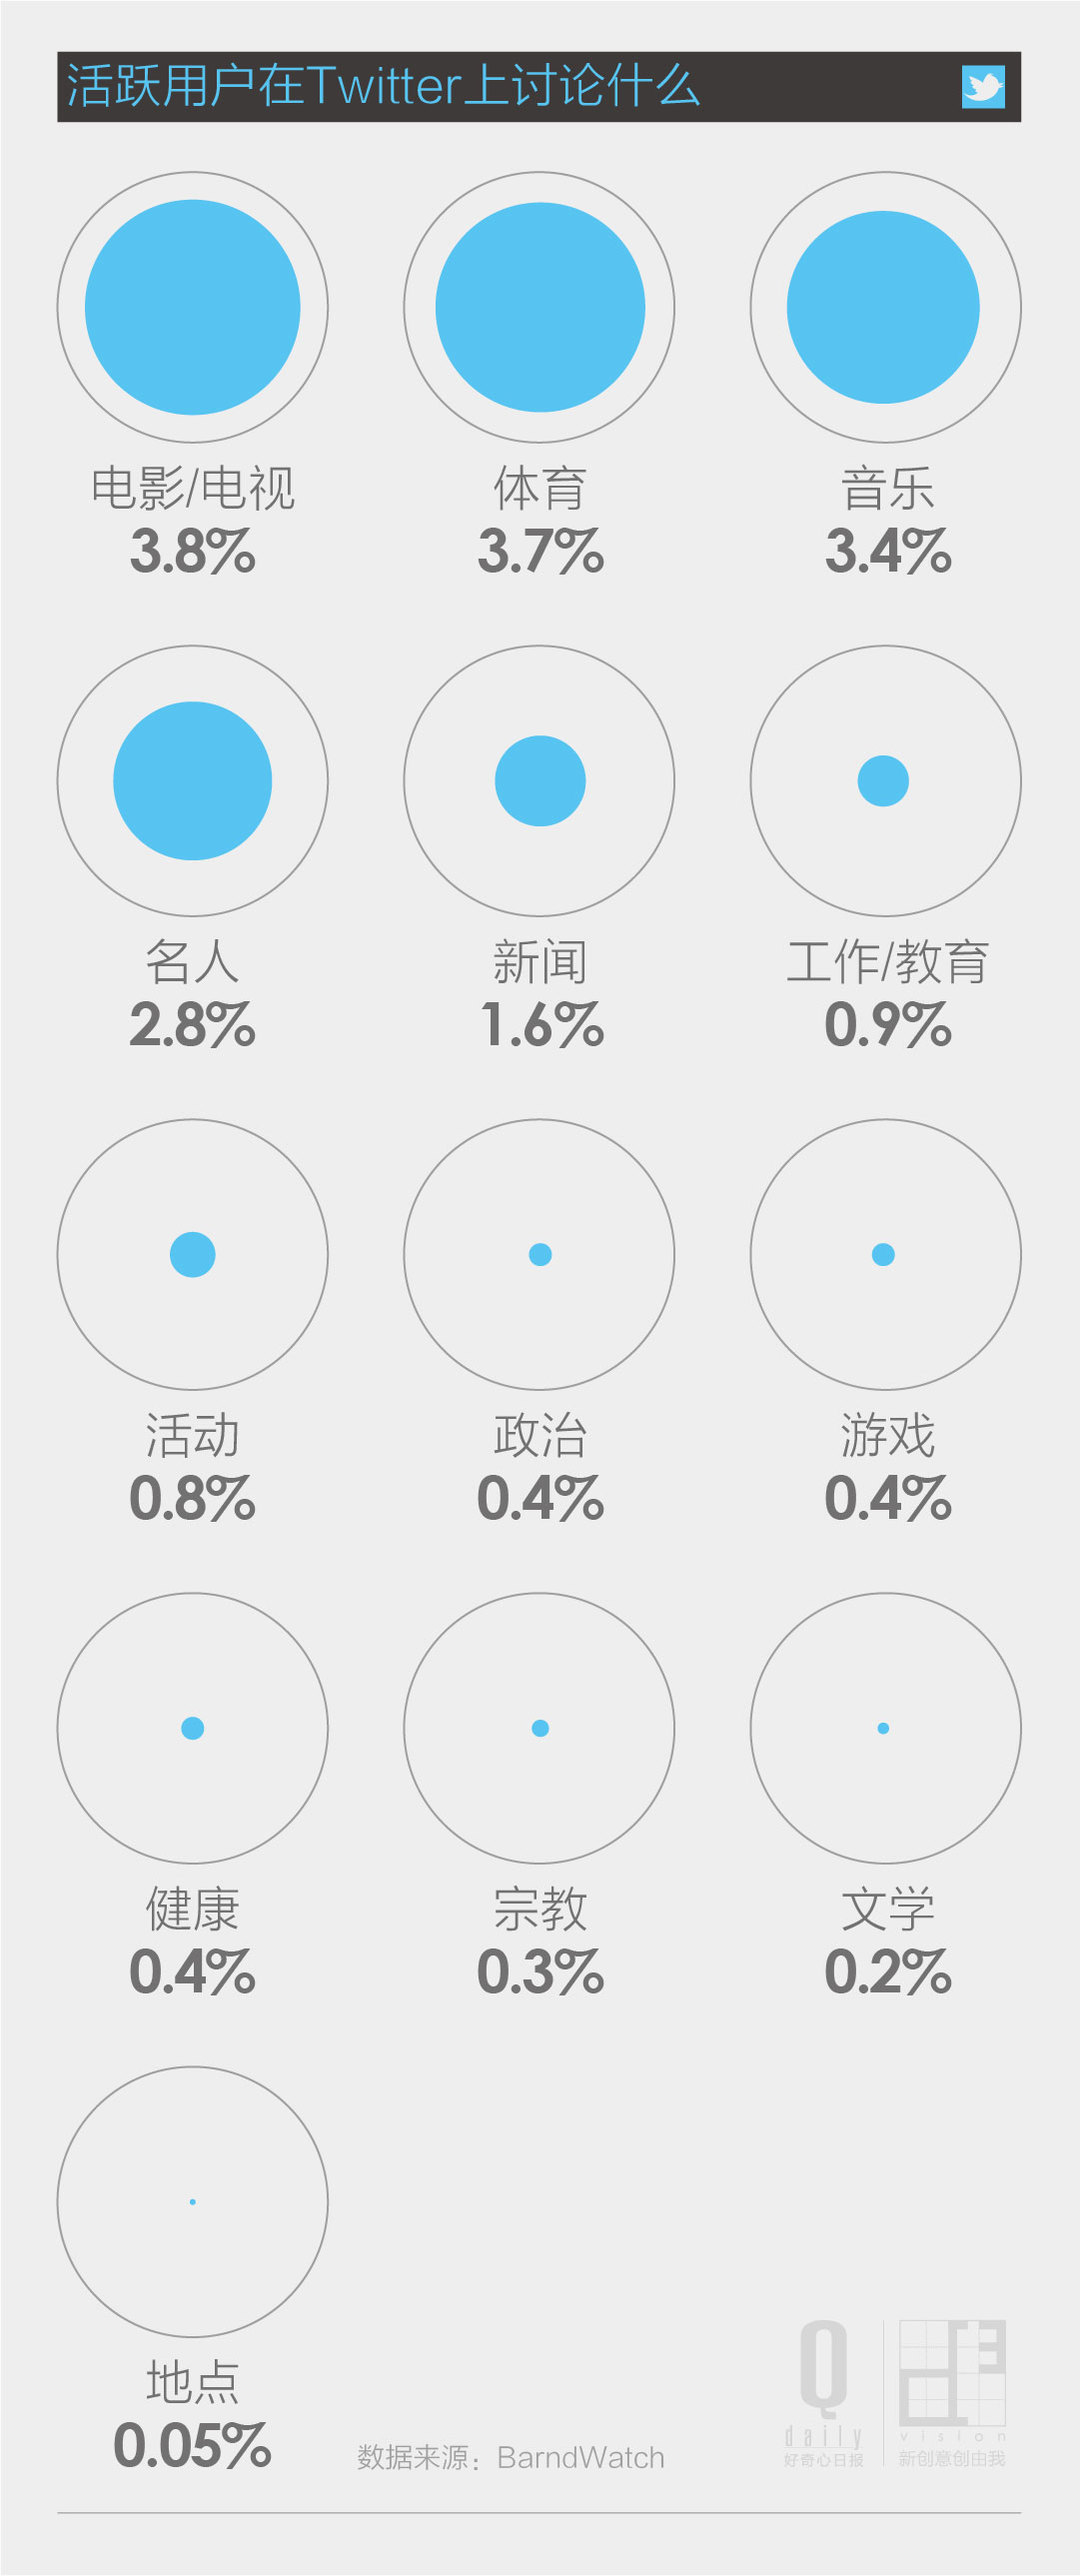 活跃用户在Twitter上讨论什么
电影/电视 体育 音乐
3.8% 3.7% 3.4%
名人 新闻 工作/教育
2.8% 1.6% 0.9%
活动 政治 游戏
0.8% 0.4% 0.4%
健康 宗教 文学
0.4% 0.3% 0.2%
地点
0.05%
数据来源：BarndWatch
Q
daily
好奇心日报
vision
新创意创由我